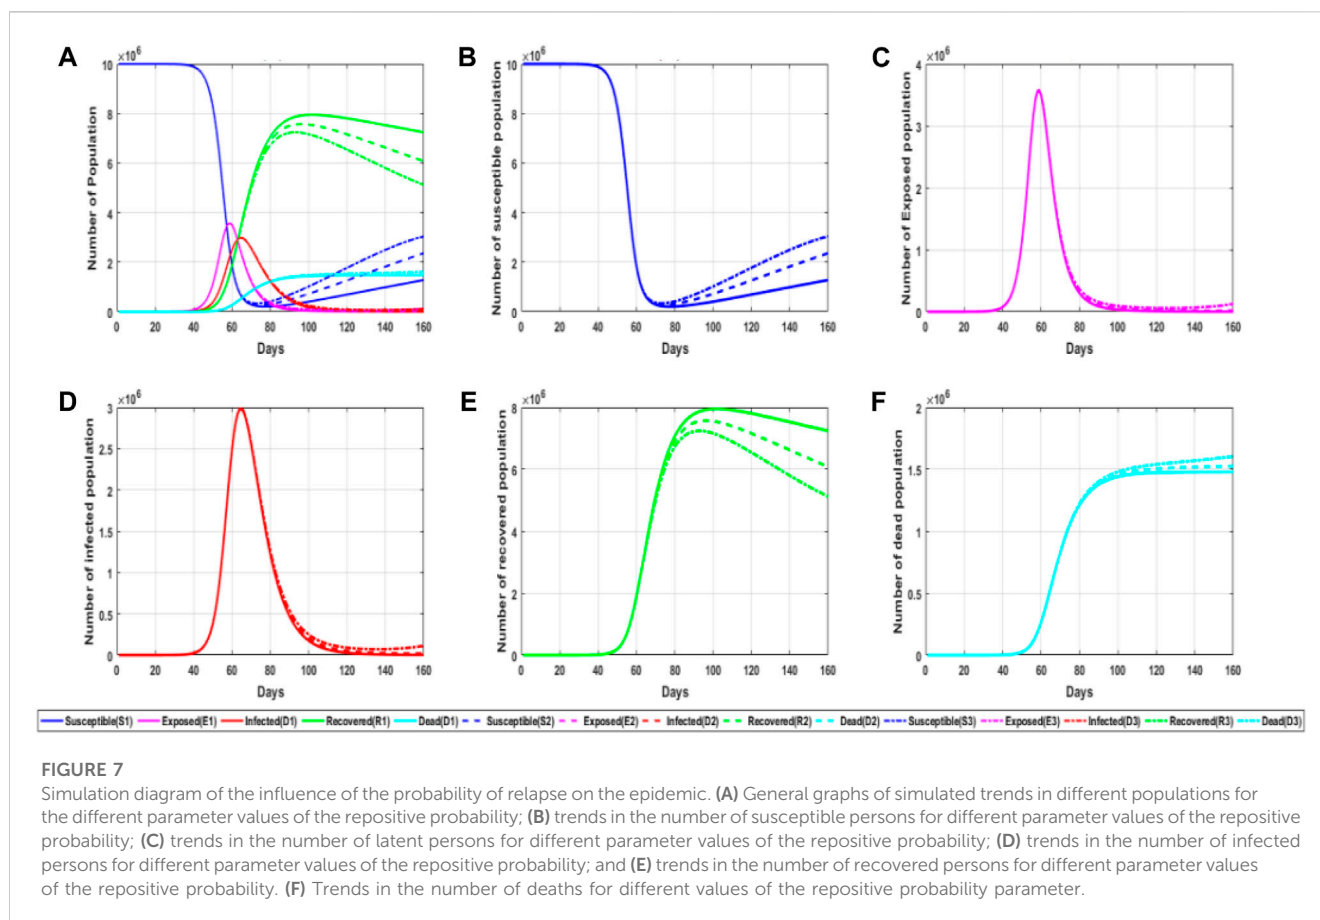 A
×10⁶
10
8
6
4
2
0
Number of Population
0 20 40 60 80 100 120 140 160
Days
B
×10⁶
10
8
6
4
2
0
Number of susceptible population
0 20 40 60 80 100 120 140 160
Days
C
×10⁶
4
3
2
1
0
Number of Exposed population
0 20 40 60 80 100 120 140 160
Days
D
×10⁶
3
2.5
2
1.5
1
0.5
0
Number of infected population
0 20 40 60 80 100 120 140 160
Days
E
×10⁶
8
6
4
2
0
Number of recovered population
0 20 40 60 80 100 120 140 160
Days
F
×10⁶
2
1.5
1
0.5
0
Number of dead population
0 20 40 60 80 100 120 140 160
Days
Susceptible(S1) Exposed(E1) Infected(D1) Recovered(R1) Dead(D1) Susceptible(S2) Exposed(E2) Infected(D2) Recovered(R2) Dead(D2) Susceptible(S3) Exposed(E3) Infected(D3) Recovered(R3) Dead(D3)
FIGURE 7
Simulation diagram of the influence of the probability of relapse on the epidemic. (A) General graphs of simulated trends in different populations for
the different parameter values of the repositive probability; (B) trends in the number of susceptible persons for different parameter values of the repositive
probability; (C) trends in the number of latent persons for different parameter values of the repositive probability; (D) trends in the number of infected
persons for different parameter values of the repositive probability; and (E) trends in the number of recovered persons for different parameter values
of the repositive probability. (F) Trends in the number of deaths for different values of the repositive probability parameter.